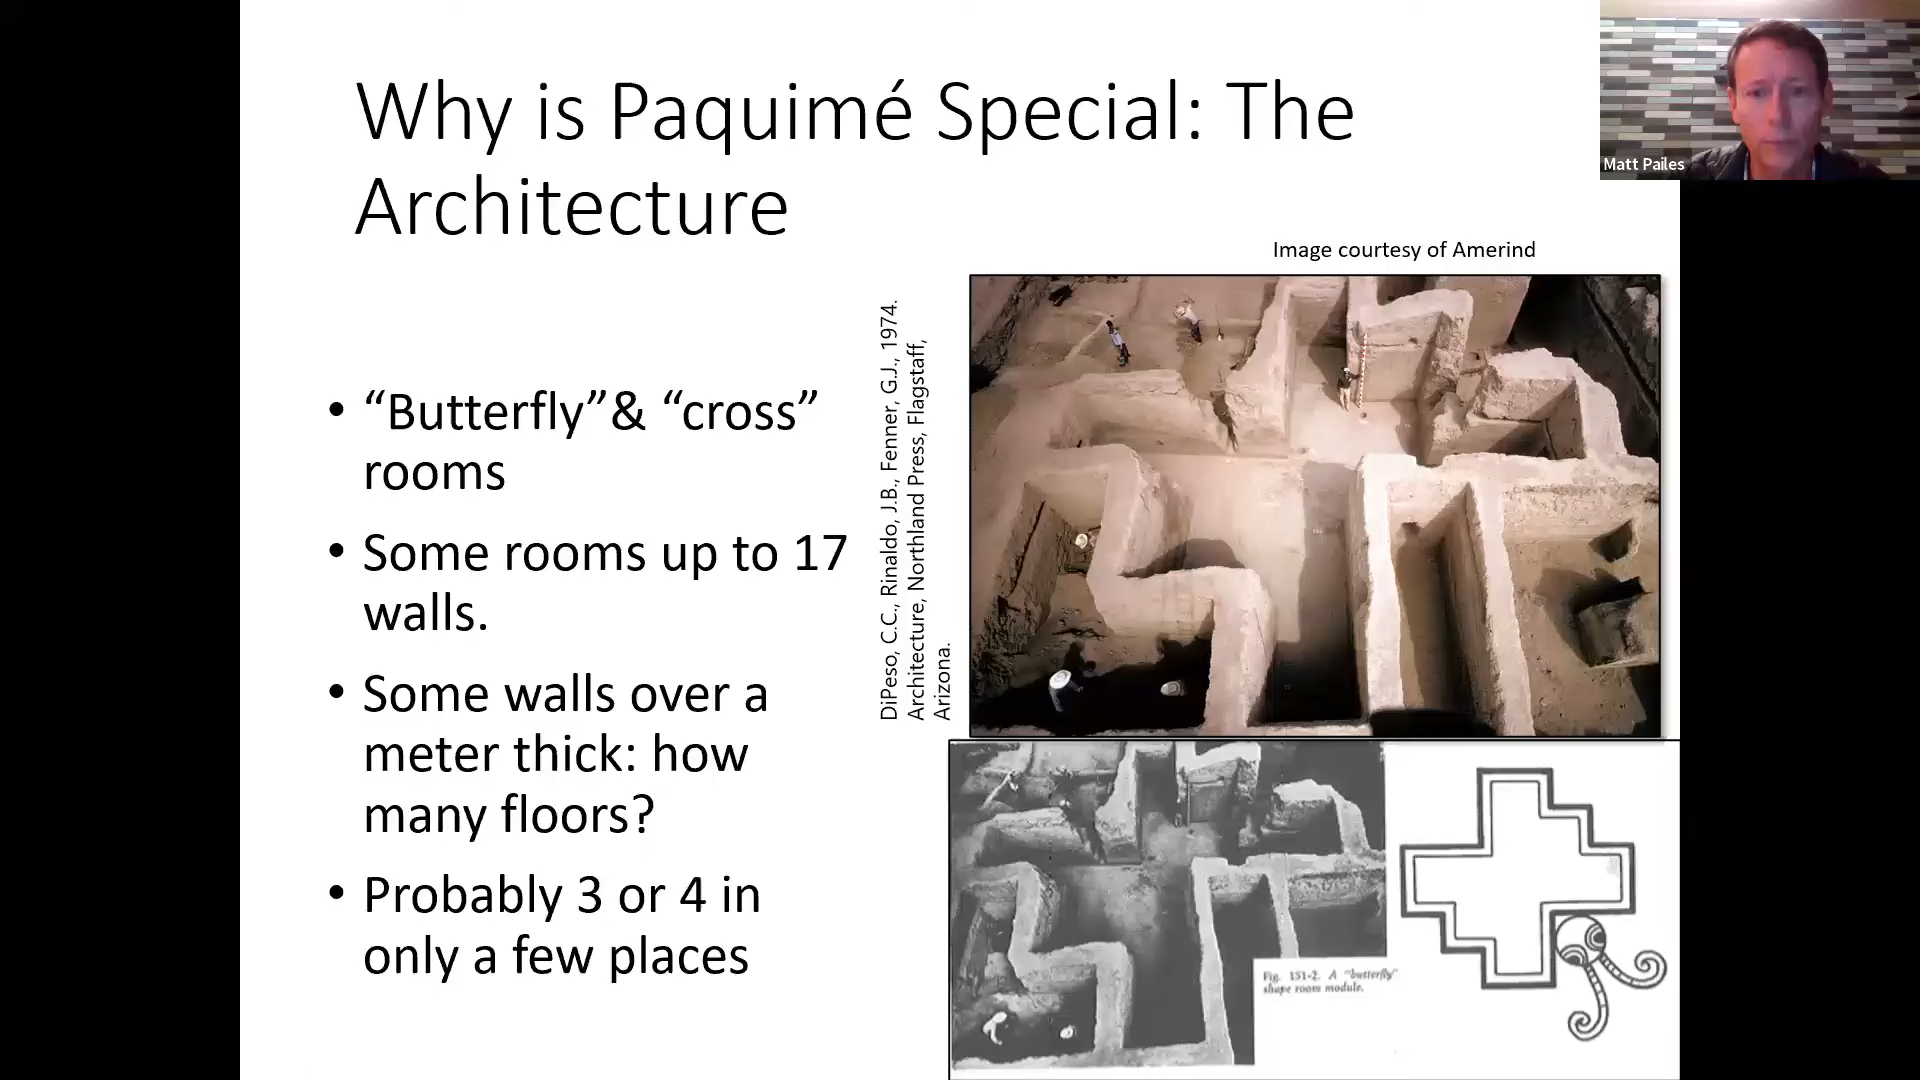 Why is Paquimé Special: The
Architecture
Matt Pailes
Image courtesy of Amerind
• “Butterfly”& “cross”
rooms
• Some rooms up to 17
walls.
• Some walls over a
meter thick: how
many floors?
• Probably 3 or 4 in
only a few places
DiPeso, C.C., Rinaldo, J.B., Fenner, G.J., 1974.
Architecture, Northland Press, Flagstaff,
Arizona.
Fig. 151-2. A "butterfly"
shape room module.